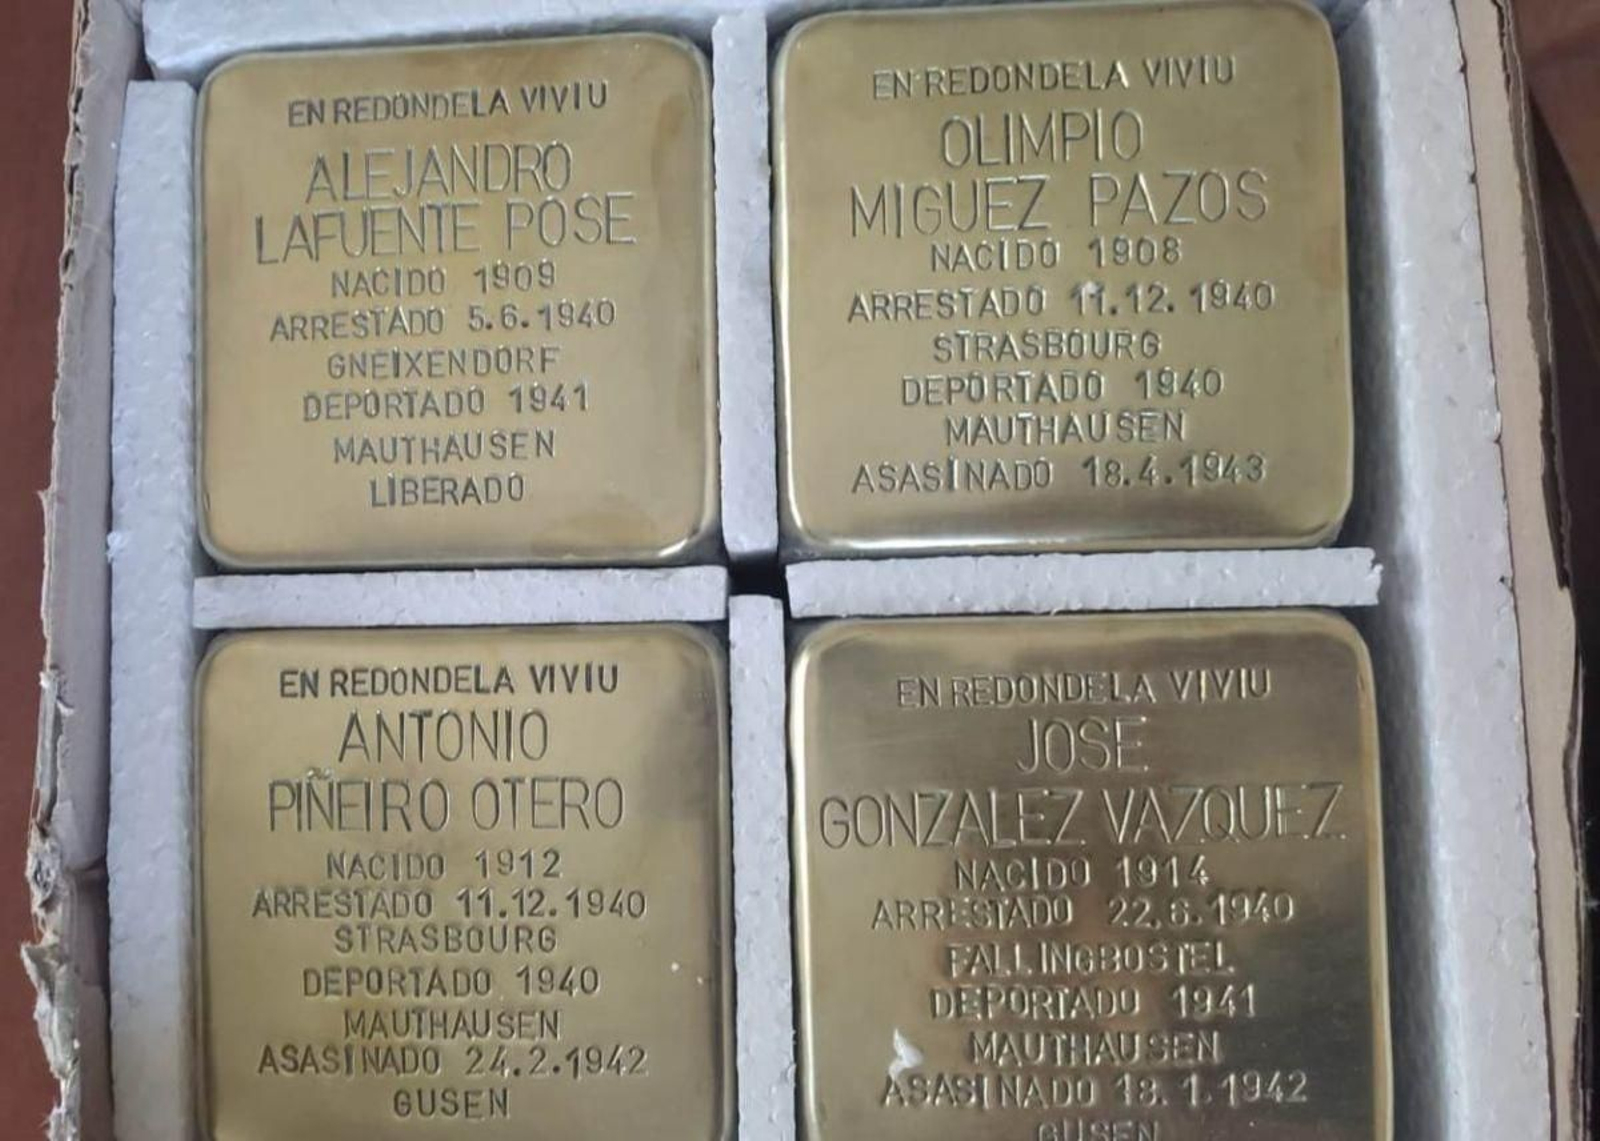 EN REDONDELA VIVIU
ALEJANDRO
LAFUENTE POSE
NACIDO 1909
ARRESTADO 5.6.1940
GNEIXENDORF
DEPORTADO 1941
MAUTHAUSEN
LIBERADO
EN REDONDELA VIVIU
OLIMPIO
MIGUEZ PAZOS
NACIDO 1908
ARRESTADO 11.12.1940
STRASBOURG
DEPORTADO 1940
MAUTHAUSEN
ASASINADO 18.4.1943
EN REDONDELA VIVIU
ANTONIO
PIÑEIRO OTERO
NACIDO 1912
ARRESTADO 11.12.1940
STRASBOURG
DEPORTADO 1940
MAUTHAUSEN
ASASINADO 24.2.1942
GUSEN
EN REDONDELA VIVIU
JOSE
GONZALEZ VAZQUEZ
NACIDO 1914
ARRESTADO 22.6.1940
FALLINGBOSTEL
DEPORTADO 1941
MAUTHAUSEN
ASASINADO 18.1.1942
GUSEN